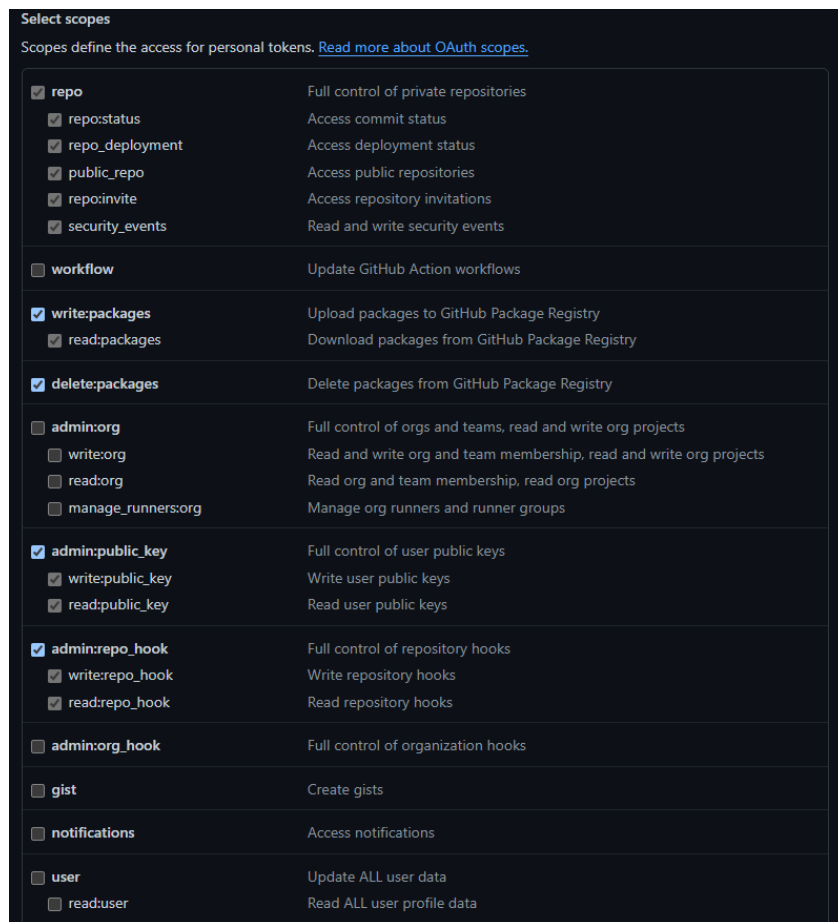 Select scopes
Scopes define the access for personal tokens. Read more about OAuth scopes.
repo Full control of private repositories
repo:status Access commit status
repo_deployment Access deployment status
public_repo Access public repositories
repo:invite Access repository invitations
security_events Read and write security events
workflow Update GitHub Action workflows
write:packages Upload packages to GitHub Package Registry
read:packages Download packages from GitHub Package Registry
delete:packages Delete packages from GitHub Package Registry
admin:org Full control of orgs and teams, read and write org projects
write:org Read and write org and team membership, read and write org projects
read:org Read org and team membership, read org projects
manage_runners:org Manage org runners and runner groups
admin:public_key Full control of user public keys
write:public_key Write user public keys
read:public_key Read user public keys
admin:repo_hook Full control of repository hooks
write:repo_hook Write repository hooks
read:repo_hook Read repository hooks
admin:org_hook Full control of organization hooks
gist Create gists
notifications Access notifications
user Update ALL user data
read:user Read ALL user profile data